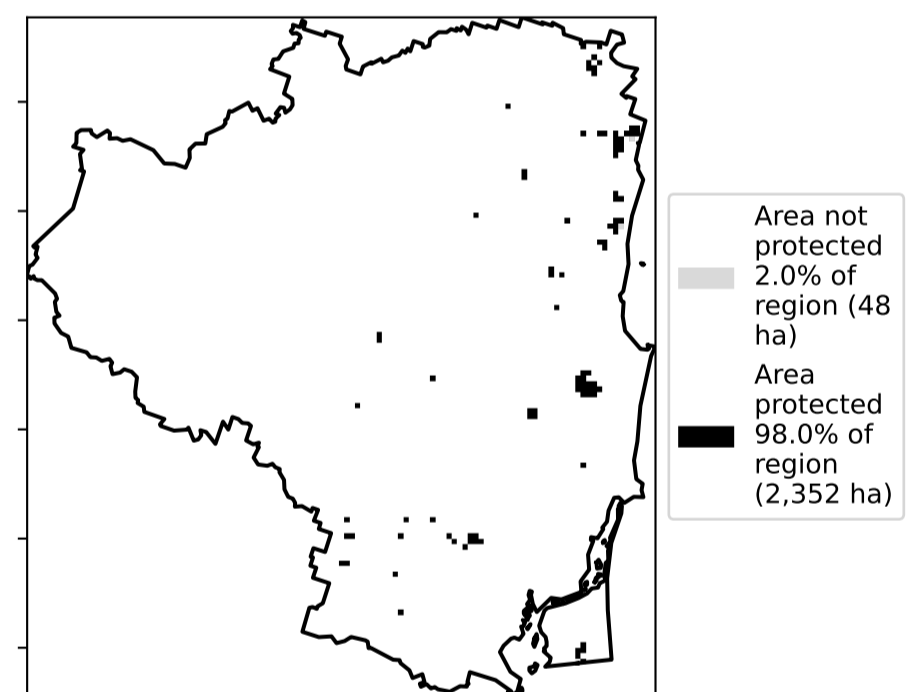 Area not
protected
2.0% of
region (48
ha)
Area
protected
98.0% of
region
(2,352 ha)